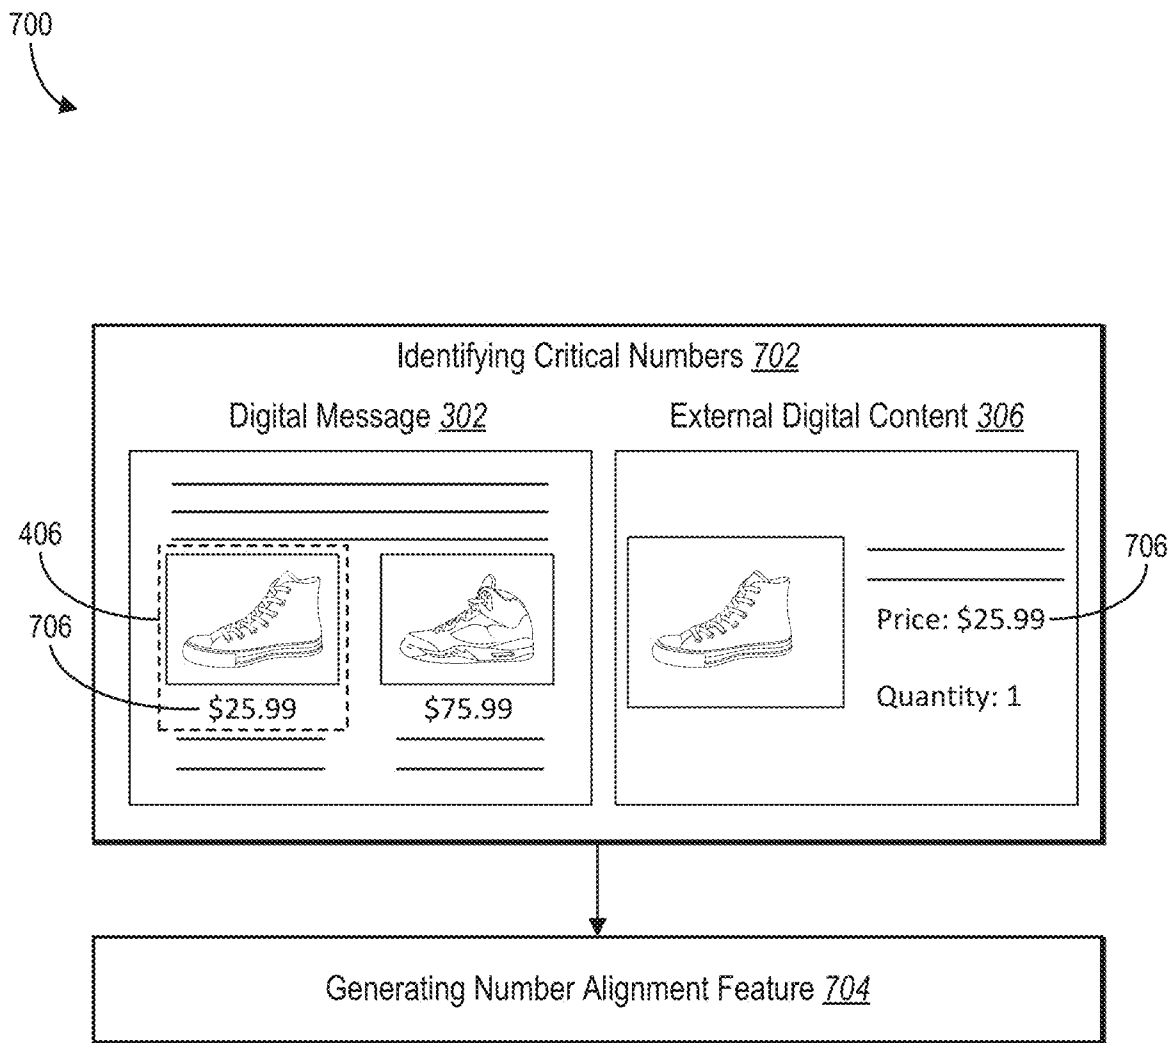 700
Identifying Critical Numbers 702
Digital Message 302
External Digital Content 306
406
706
$25.99
$75.99
Price: $25.99
706
Quantity: 1
Generating Number Alignment Feature 704